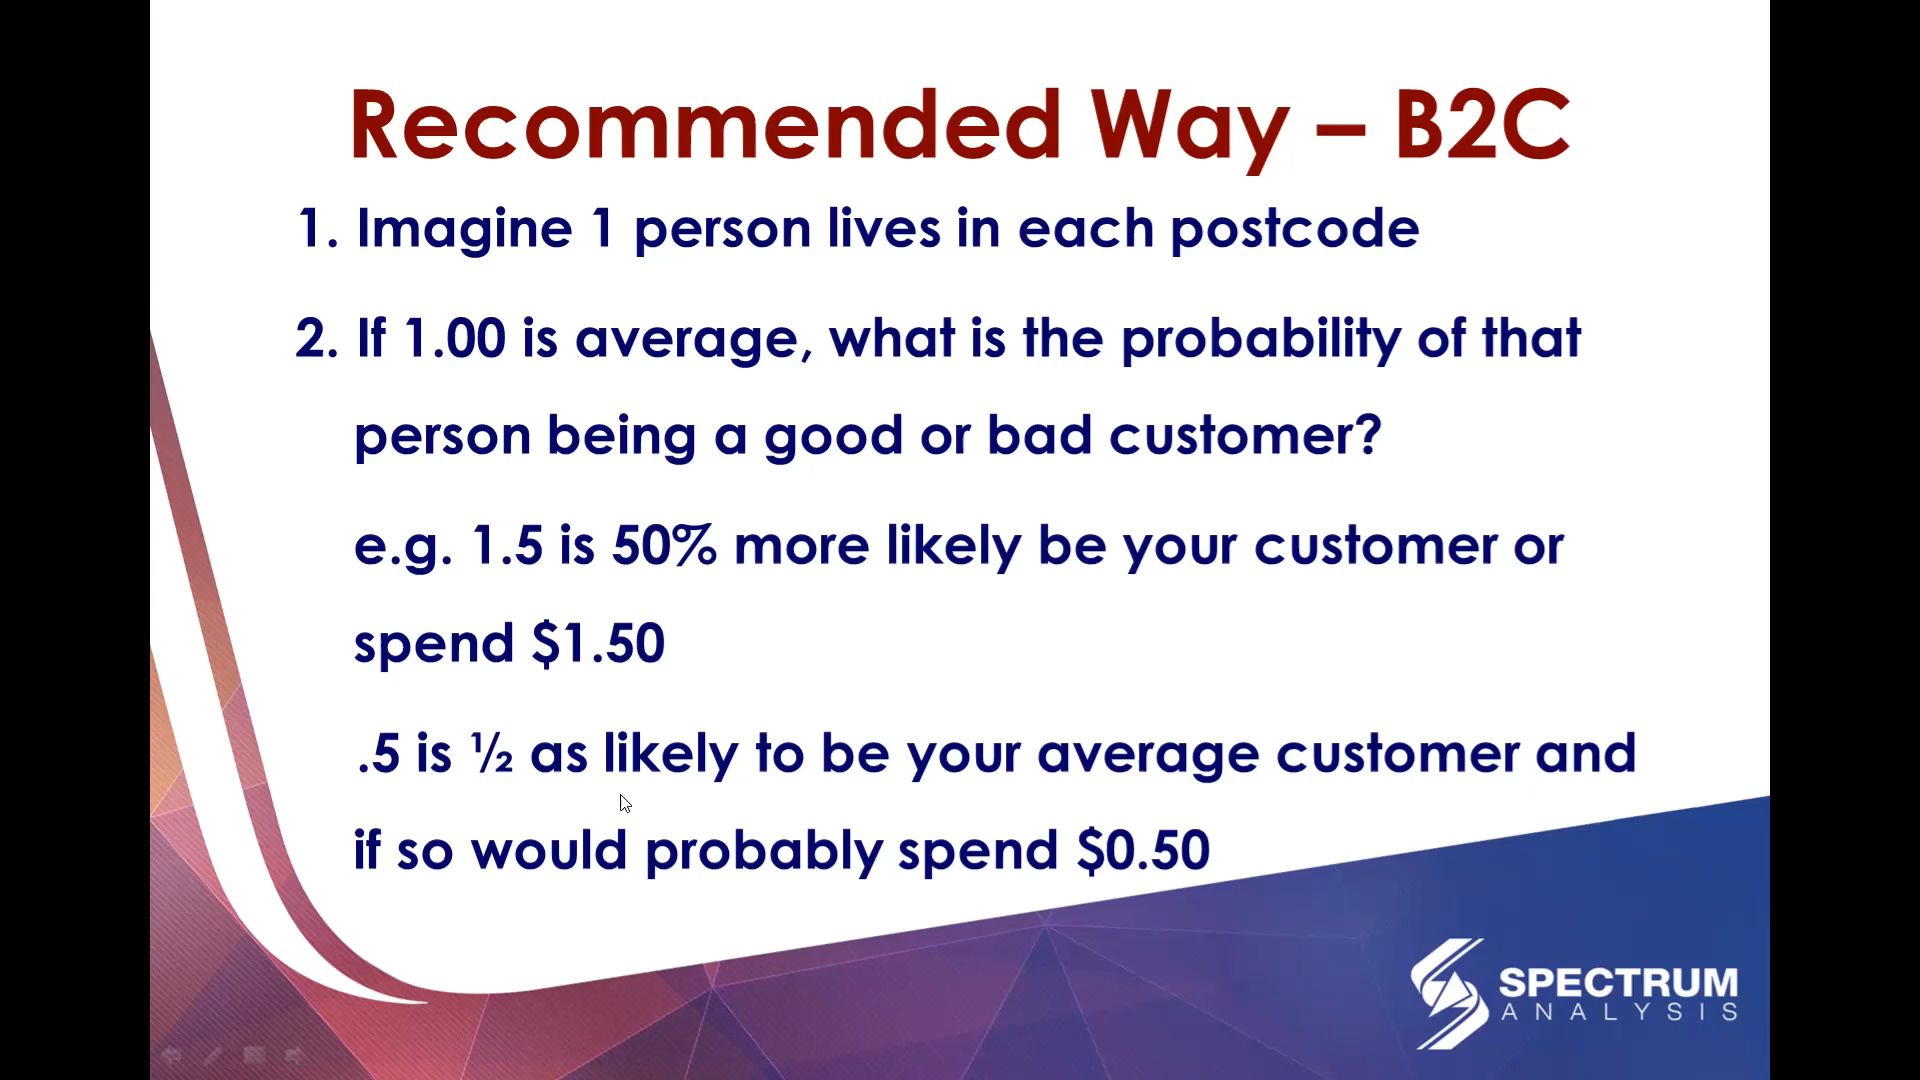 Recommended Way – B2C
1. Imagine 1 person lives in each postcode
2. If 1.00 is average, what is the probability of that
person being a good or bad customer?
e.g. 1.5 is 50% more likely be your customer or
spend $1.50
.5 is ½ as likely to be your average customer and
if so would probably spend $0.50
SPECTRUM
ANALYSIS